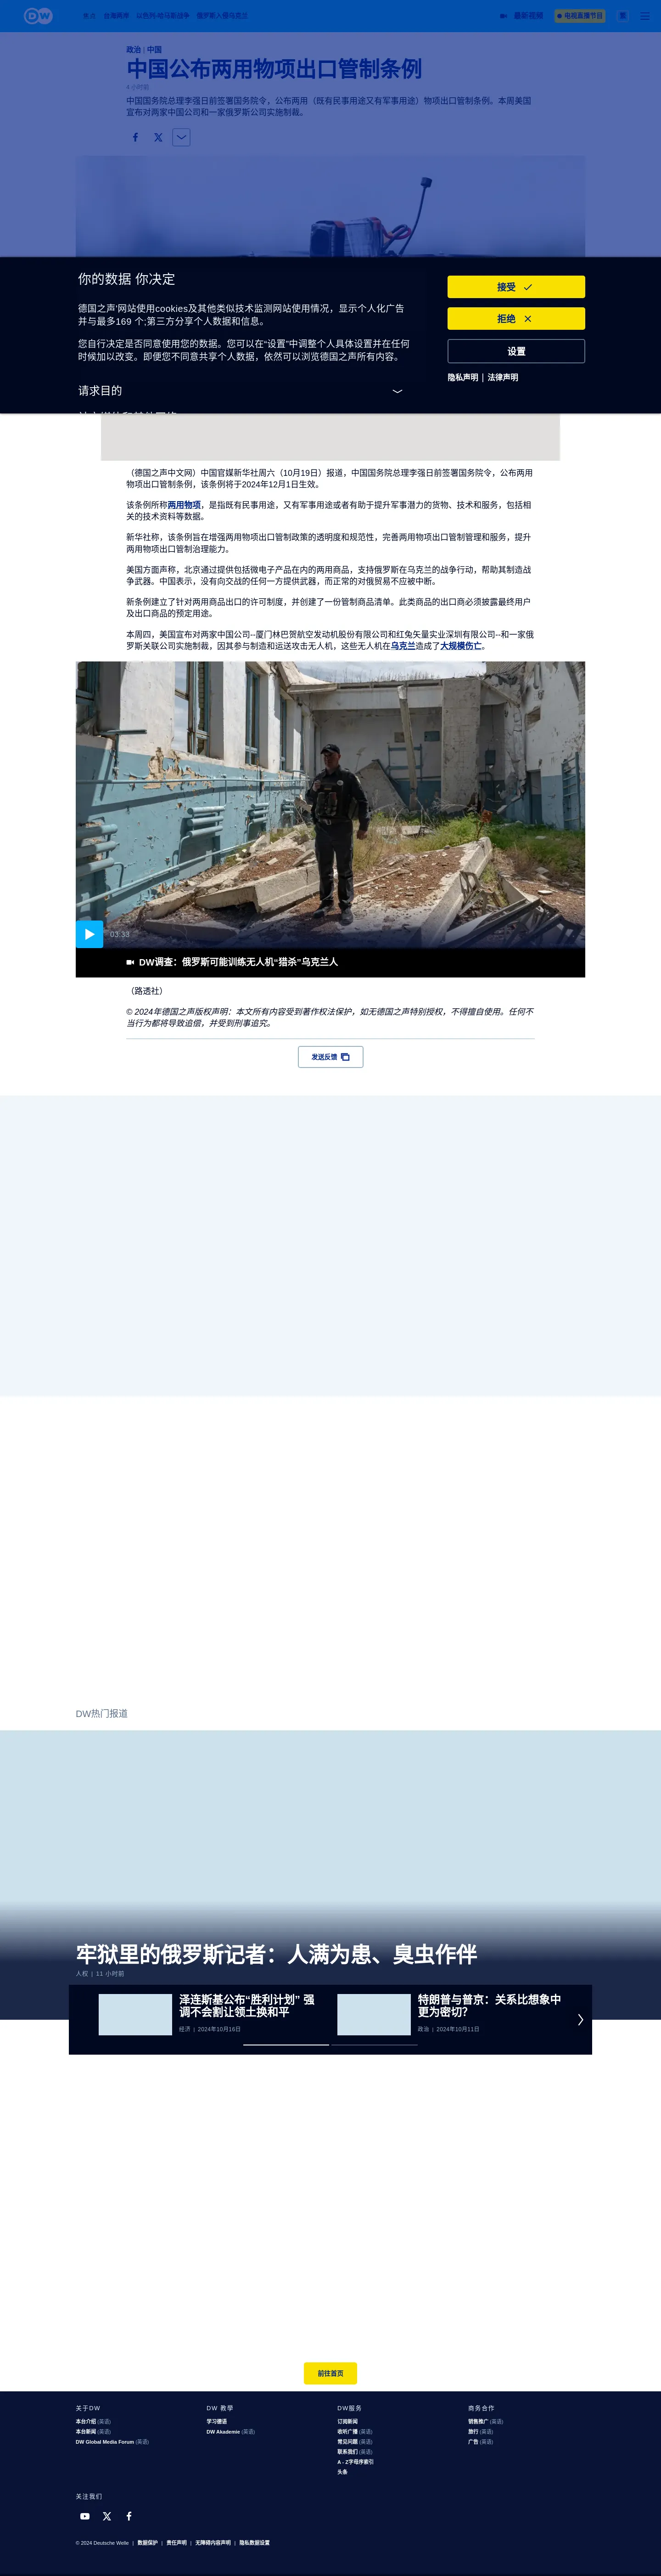 DW
重点
台海两岸
以色列-哈马斯战争
俄罗斯入侵乌克兰
最新视频
电视直播节目
政治 | 中国
中国公布两用物项出口管制条例
4 小时前
中国国务院总理李强日前签署国务院令，公布两用（既有民事用途又有军事用途）物项出口管制条例。本周美国
宣布对两家中国公司和一家俄罗斯公司实施制裁。
你的数据 你决定
德国之声'网站使用cookies及其他类似技术监测网站使用情况，显示个人化广告
并与最多169 个;第三方分享个人数据和信息。
您自行决定是否同意使用您的数据。您可以在"设置"中调整个人具体设置并在任何
时候加以改变。即便您不同意共享个人数据，依然可以浏览德国之声所有内容。
请求目的
接受
拒绝
设置
隐私声明 | 法律声明
（德国之声中文网）中国官媒新华社周六（10月19日）报道，中国国务院总理李强日前签署国务院令，公布两用
物项出口管制条例，该条例将于2024年12月1日生效。
该条例所称两用物项，是指既有民事用途，又有军事用途或者有助于提升军事潜力的货物、技术和服务，包括相
关的技术资料等数据。
新华社称，该条例旨在增强两用物项出口管制政策的透明度和规范性，完善两用物项出口管制管理和服务，提升
两用物项出口管制治理能力。
美国方面声称，北京通过提供包括微电子产品在内的两用商品，支持俄罗斯在乌克兰的战争行动，帮助其制造战
争武器。中国表示，没有向交战的任何一方提供武器，而正常的对俄贸易不应被中断。
新条例建立了针对两用商品出口的许可制度，并创建了一份管制商品清单。此类商品的出口商必须披露最终用户
及出口商品的预定用途。
本周四，美国宣布对两家中国公司--厦门林巴贺航空发动机股份有限公司和红兔矢量实业深圳有限公司--和一家俄
罗斯关联公司实施制裁，因其参与制造和运送攻击无人机，这些无人机在乌克兰造成了大规模伤亡。
03:33
DW调查：俄罗斯可能训练无人机“猎杀”乌克兰人
（路透社）
© 2024年德国之声版权声明：本文所有内容受到著作权法保护，如无德国之声特别授权，不得擅自使用。任何不
当行为都将导致追偿，并受到刑事追究。
发送反馈
DW热门报道
牢狱里的俄罗斯记者：人满为患、臭虫作伴
人权 | 11 小时前
泽连斯基公布“胜利计划” 强
调不会割让领土换和平
经济 | 2024年10月16日
特朗普与普京：关系比想象中
更为密切？
政治 | 2024年10月11日
前往首页
关于DW
本台介绍 (英语)
本台新闻 (英语)
DW Global Media Forum (英语)
DW 教學
学习德语
DW Akademie (英语)
DW服务
订阅新闻
收听广播 (英语)
常见问题 (英语)
联系我们 (英语)
A - Z字母序索引
头条
商务合作
销售推广 (英语)
旅行 (英语)
广告 (英语)
关注我们
© 2024 Deutsche Welle | 数据保护 | 责任声明 | 无障碍内容声明 | 隐私数据设置